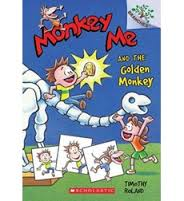 Monkey
Me
AND THE
Golden
Monkey
TIMOTHY
ROLAND
SCHOLASTIC